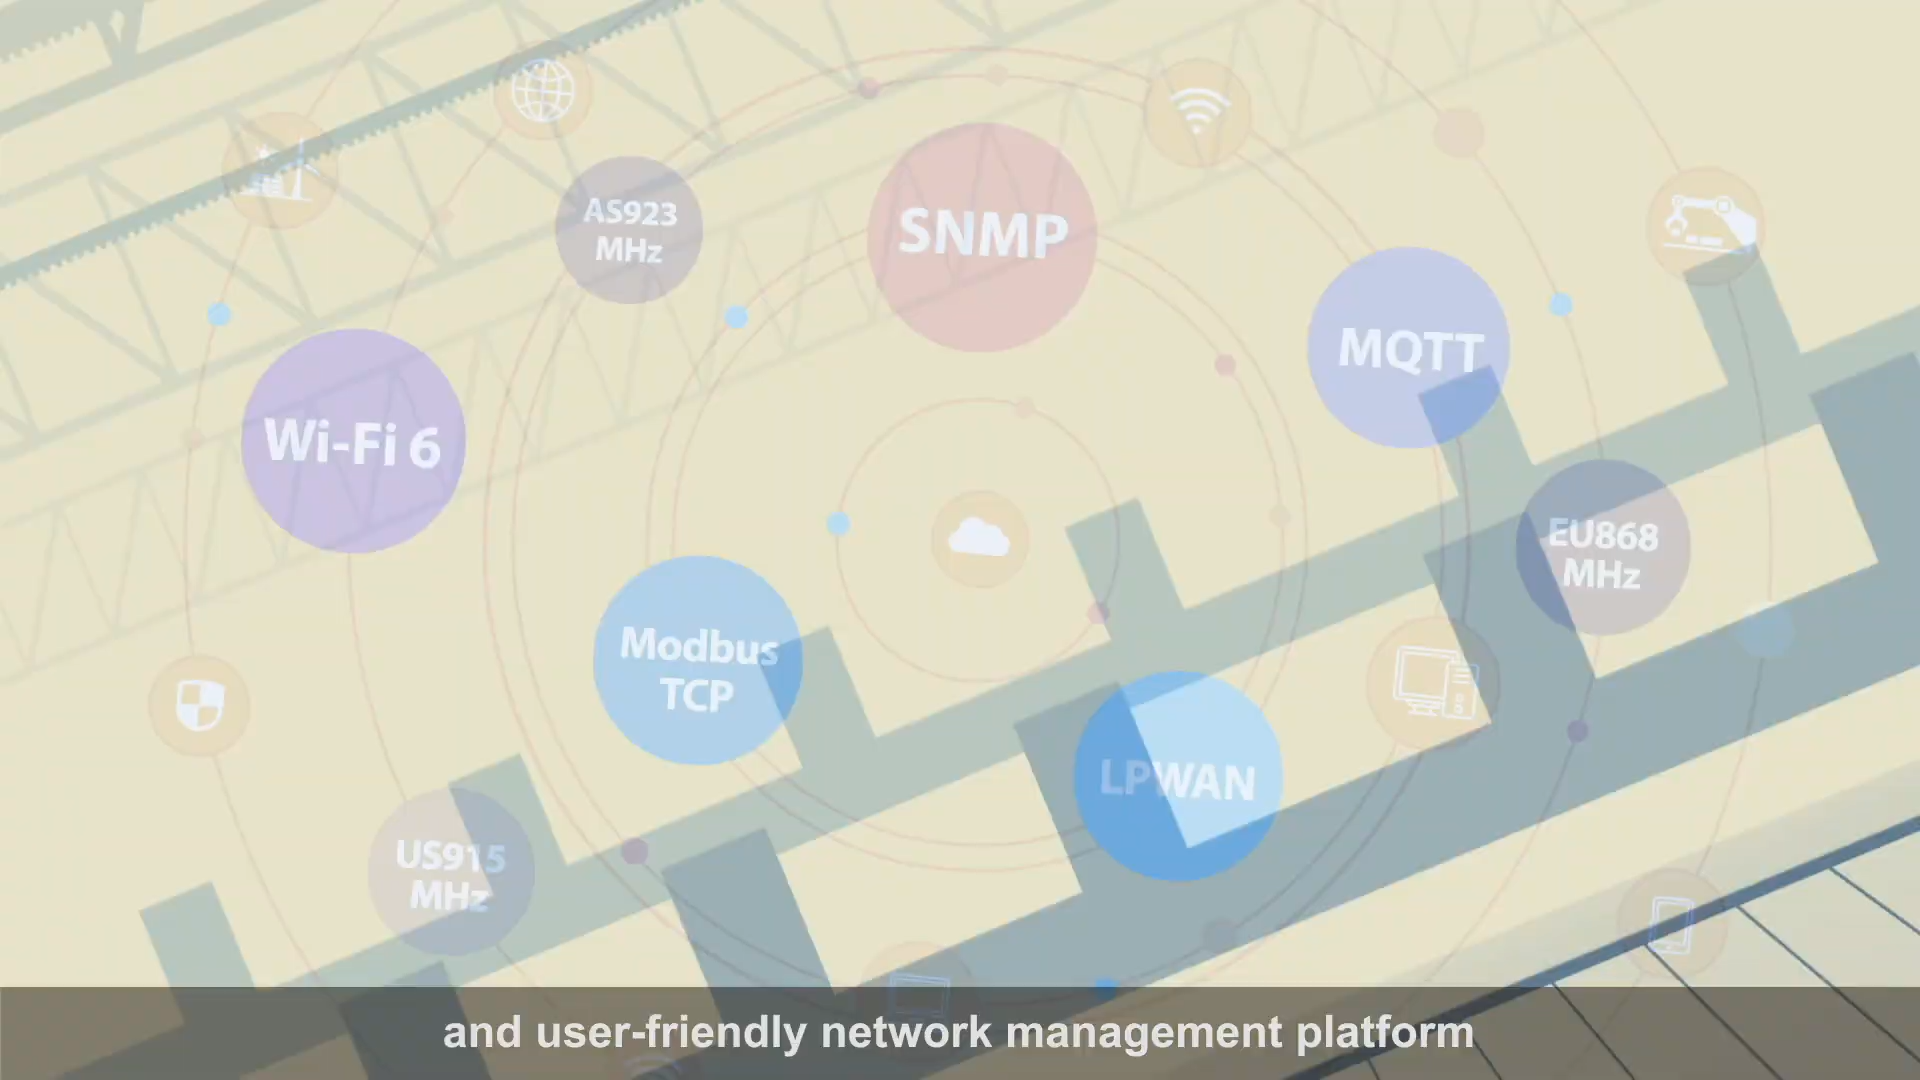 AS923
MHz
SNMP
MQTT
Wi-Fi 6
EU868
MHz
Modbus
TCP
LPWAN
US915
MHz
and user-friendly network management platform